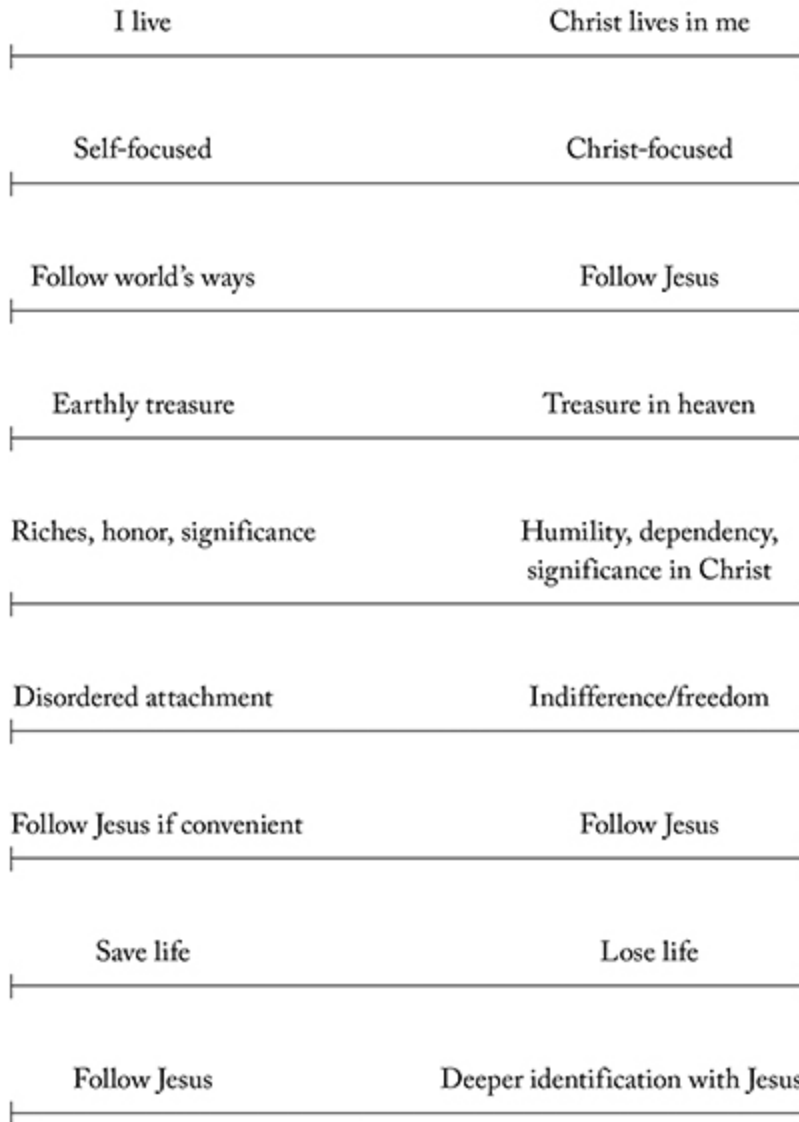 I live
Christ lives in me
Self-focused
Christ-focused
Follow world’s ways
Follow Jesus
Earthly treasure
Treasure in heaven
Riches, honor, significance
Humility, dependency,
significance in Christ
Disordered attachment
Indifference/freedom
Follow Jesus if convenient
Follow Jesus
Save life
Lose life
Follow Jesus
Deeper identification with Jesus